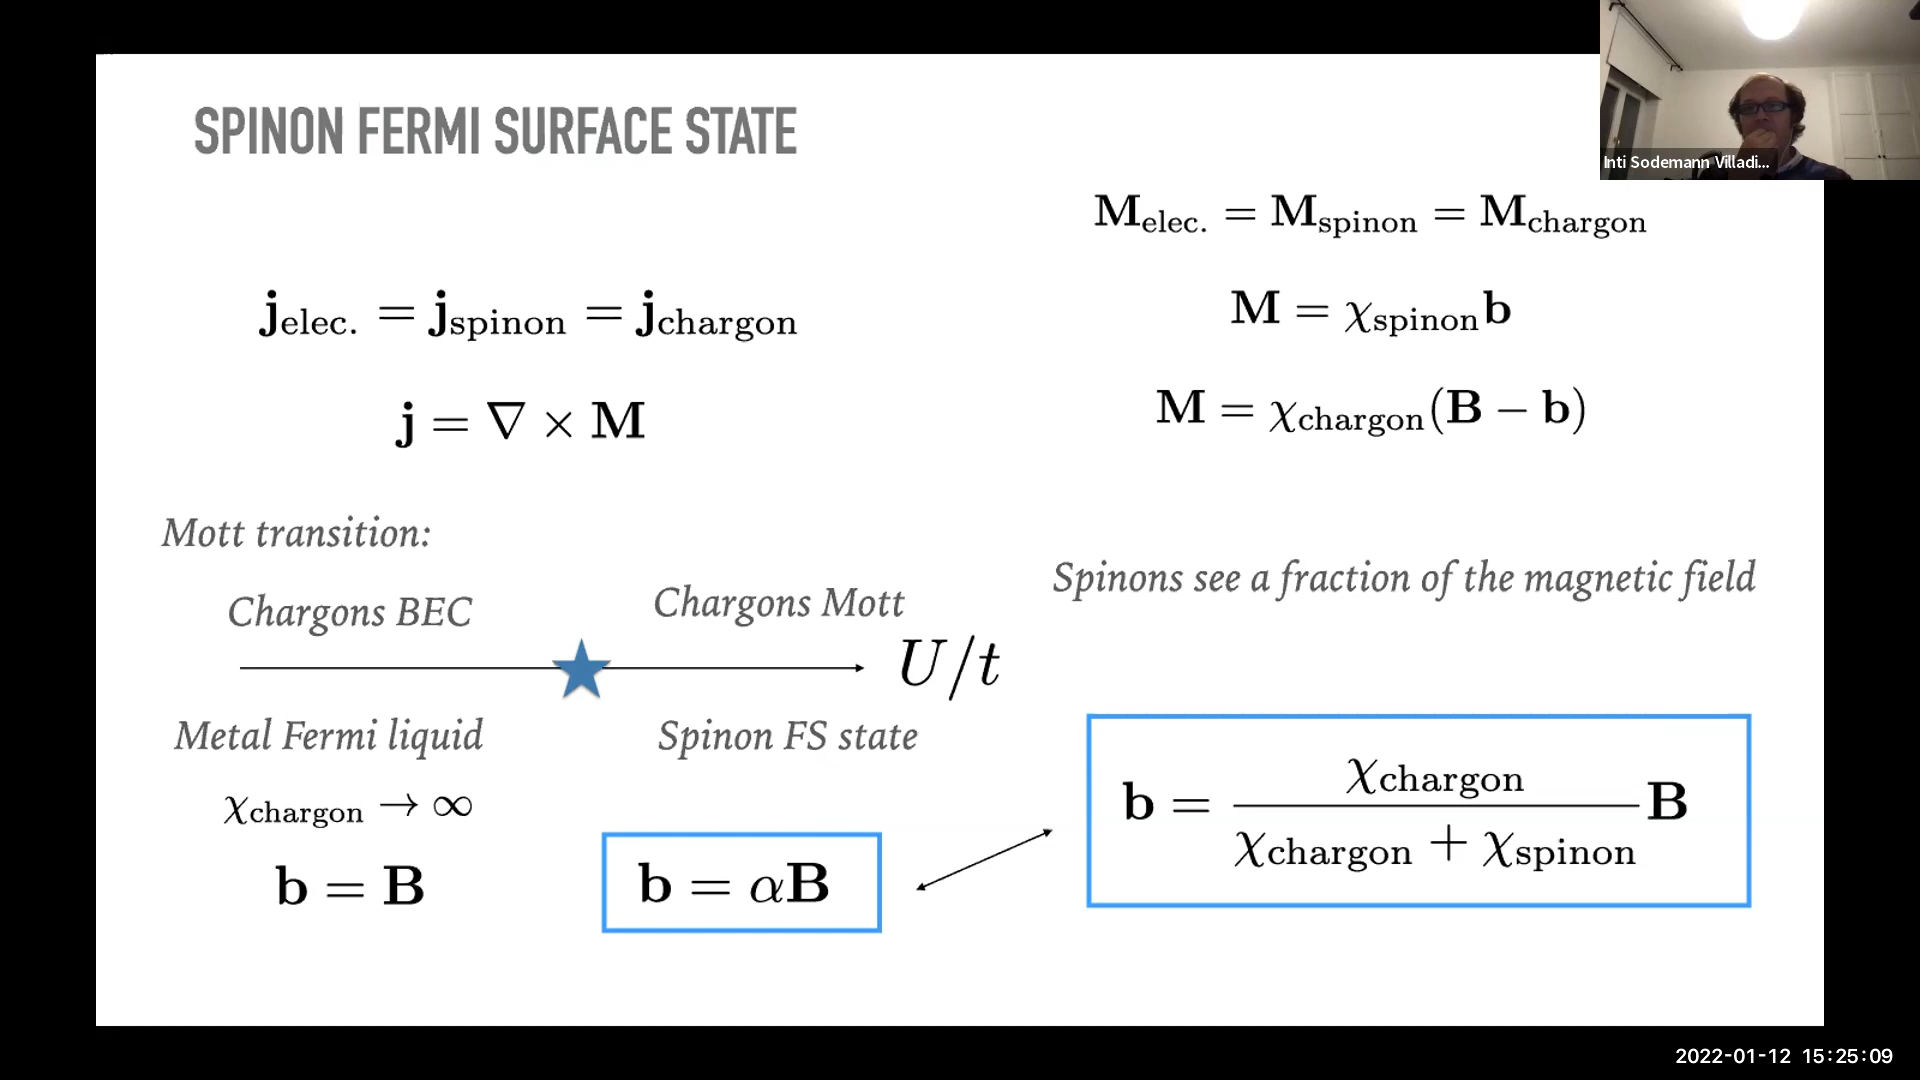 SPINON FERMI SURFACE STATE
Inti Sodemann Villadi...
j_elec. = j_spinon = j_chargon
j = ∇ × M
M_elec. = M_spinon = M_chargon
M = χ_spinon b
M = χ_chargon (B − b)
Mott transition:
Chargons BEC
Chargons Mott
U/t
Metal Fermi liquid
Spinon FS state
χ_chargon → ∞
b = B
b = αB
Spinons see a fraction of the magnetic field
b = χ_chargon / (χ_chargon + χ_spinon) B
2022-01-12 15:25:09